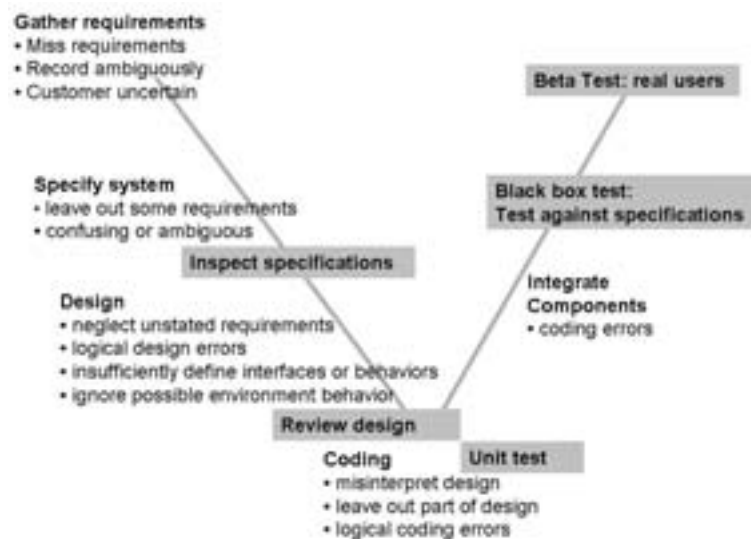 Gather requirements
• Miss requirements
• Record ambiguously
• Customer uncertain
Beta Test: real users
Specify system
• leave out some requirements
• confusing or ambiguous
Black box test:
Test against specifications
Inspect specifications
Integrate
Components
• coding errors
Design
• neglect unstated requirements
• logical design errors
• insufficiently define interfaces or behaviors
• ignore possible environment behavior
Review design
Unit test
Coding
• misinterpret design
• leave out part of design
• logical coding errors